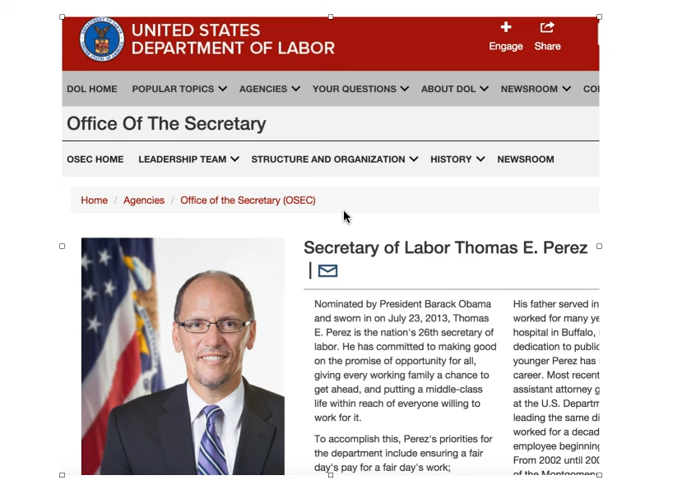 UNITED STATES
DEPARTMENT OF LABOR
Engage Share
DOL HOME POPULAR TOPICS AGENCIES YOUR QUESTIONS ABOUT DOL NEWSROOM
Office Of The Secretary
OSEC HOME LEADERSHIP TEAM STRUCTURE AND ORGANIZATION HISTORY NEWSROOM
Home / Agencies / Office of the Secretary (OSEC)
Secretary of Labor Thomas E. Perez
|
Nominated by President Barack Obama
and sworn in on July 23, 2013, Thomas
E. Perez is the nation's 26th secretary of
labor. He has committed to making good
on the promise of opportunity for all,
giving every working family a chance to
get ahead, and putting a middle-class
life within reach of everyone willing to
work for it.
To accomplish this, Perez's priorities for
the department include ensuring a fair
day's pay for a fair day's work;
His father served in
worked for many
hospital in Buffalo,
dedication to
younger Perez has
career. Most
assistant attorney
at the U.S.
leading the same
worked for a
employee
From 2002 until
of the